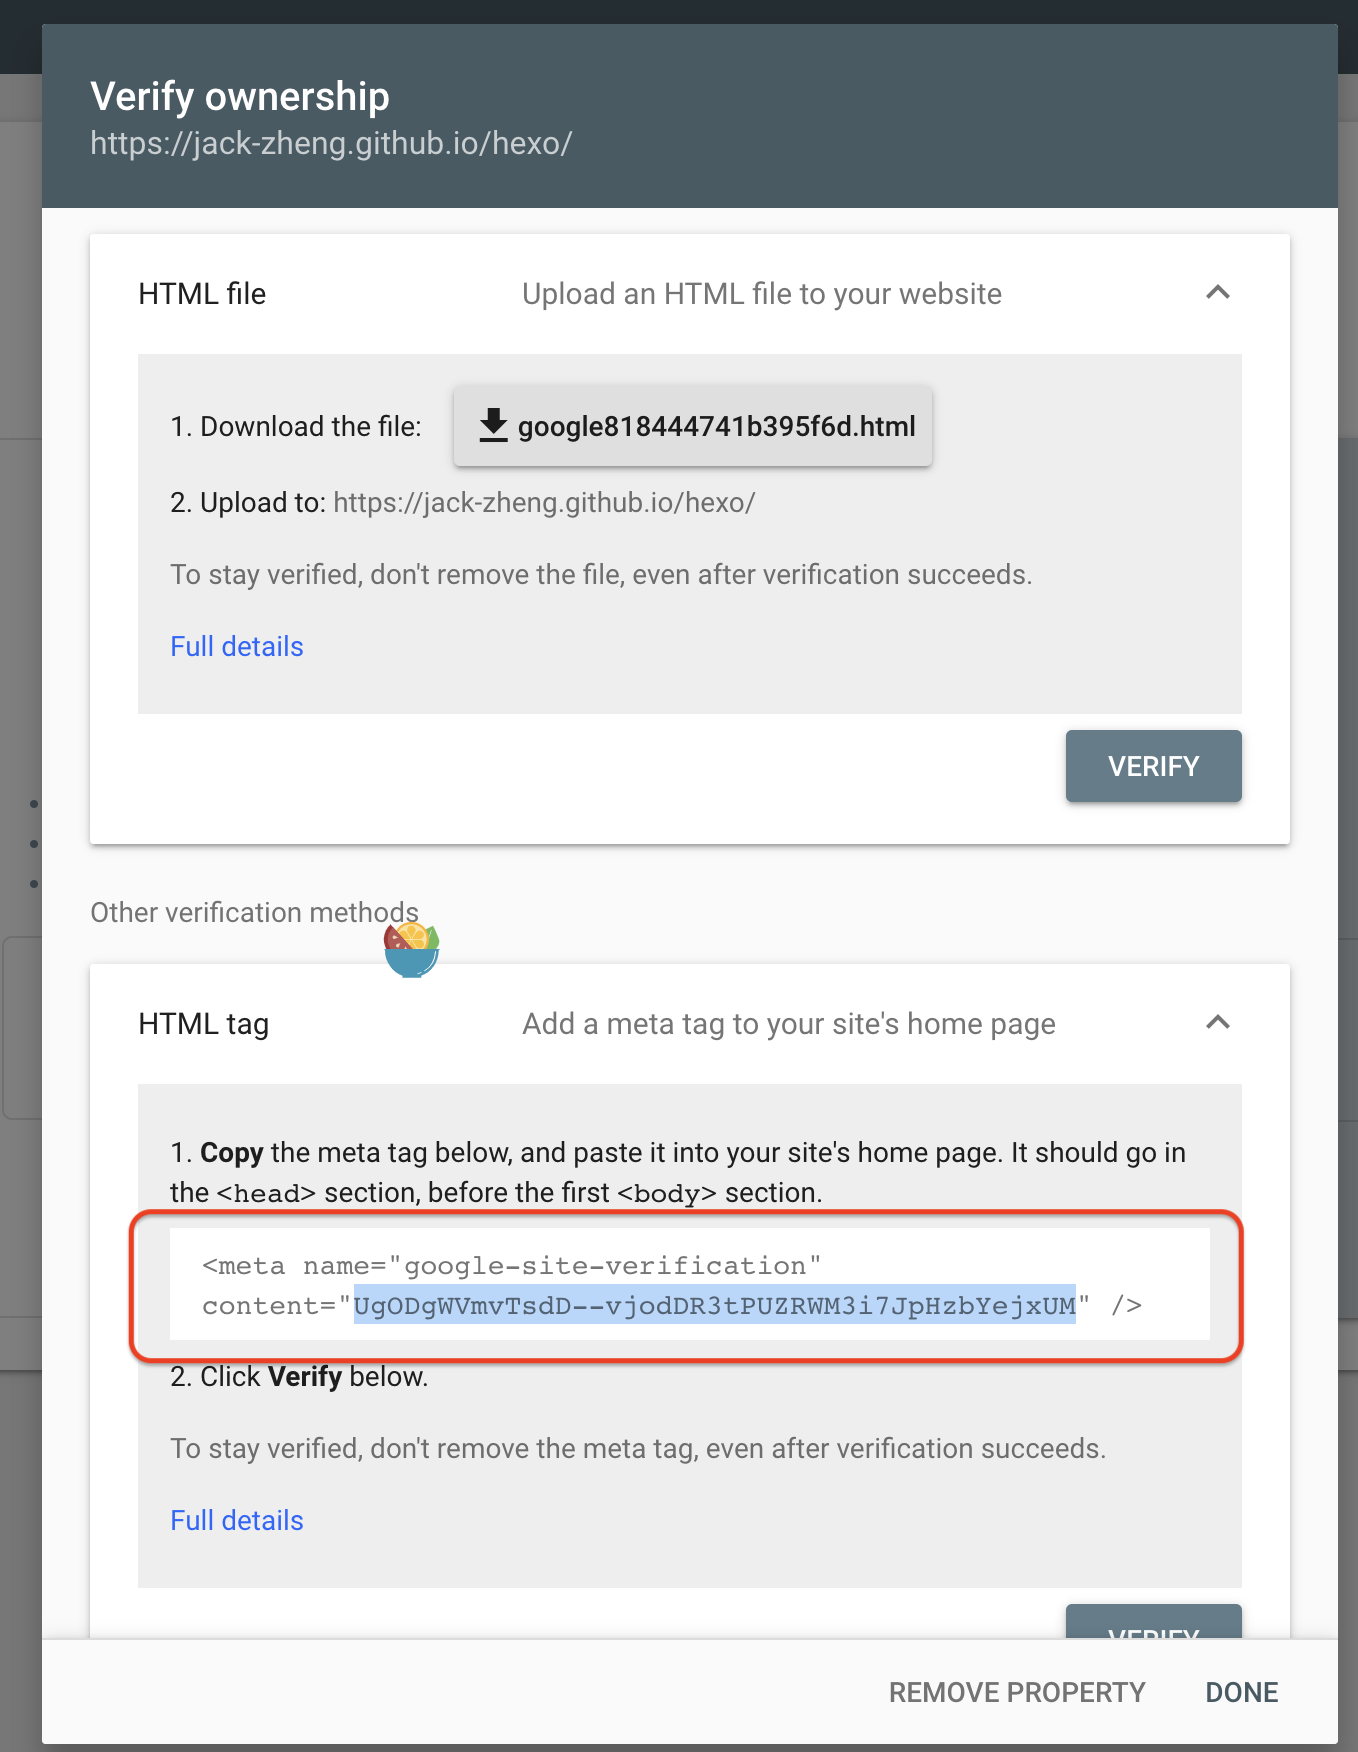 Verify ownership
https://jack-zheng.github.io/hexo/
HTML file
Upload an HTML file to your website
1. Download the file:
google818444741b395f6d.html
2. Upload to: https://jack-zheng.github.io/hexo/
To stay verified, don't remove the file, even after verification succeeds.
Full details
VERIFY
Other verification methods
HTML tag
Add a meta tag to your site's home page
1. Copy the meta tag below, and paste it into your site's home page. It should go in
the <head> section, before the first <body> section.
<meta name="google-site-verification"
content="UgODgWVmvTsdD--vjodDR3tPUZRWM3i7JpHzbYejxUM" />
2. Click Verify below.
To stay verified, don't remove the meta tag, even after verification succeeds.
Full details
VERIFY
REMOVE PROPERTY
DONE